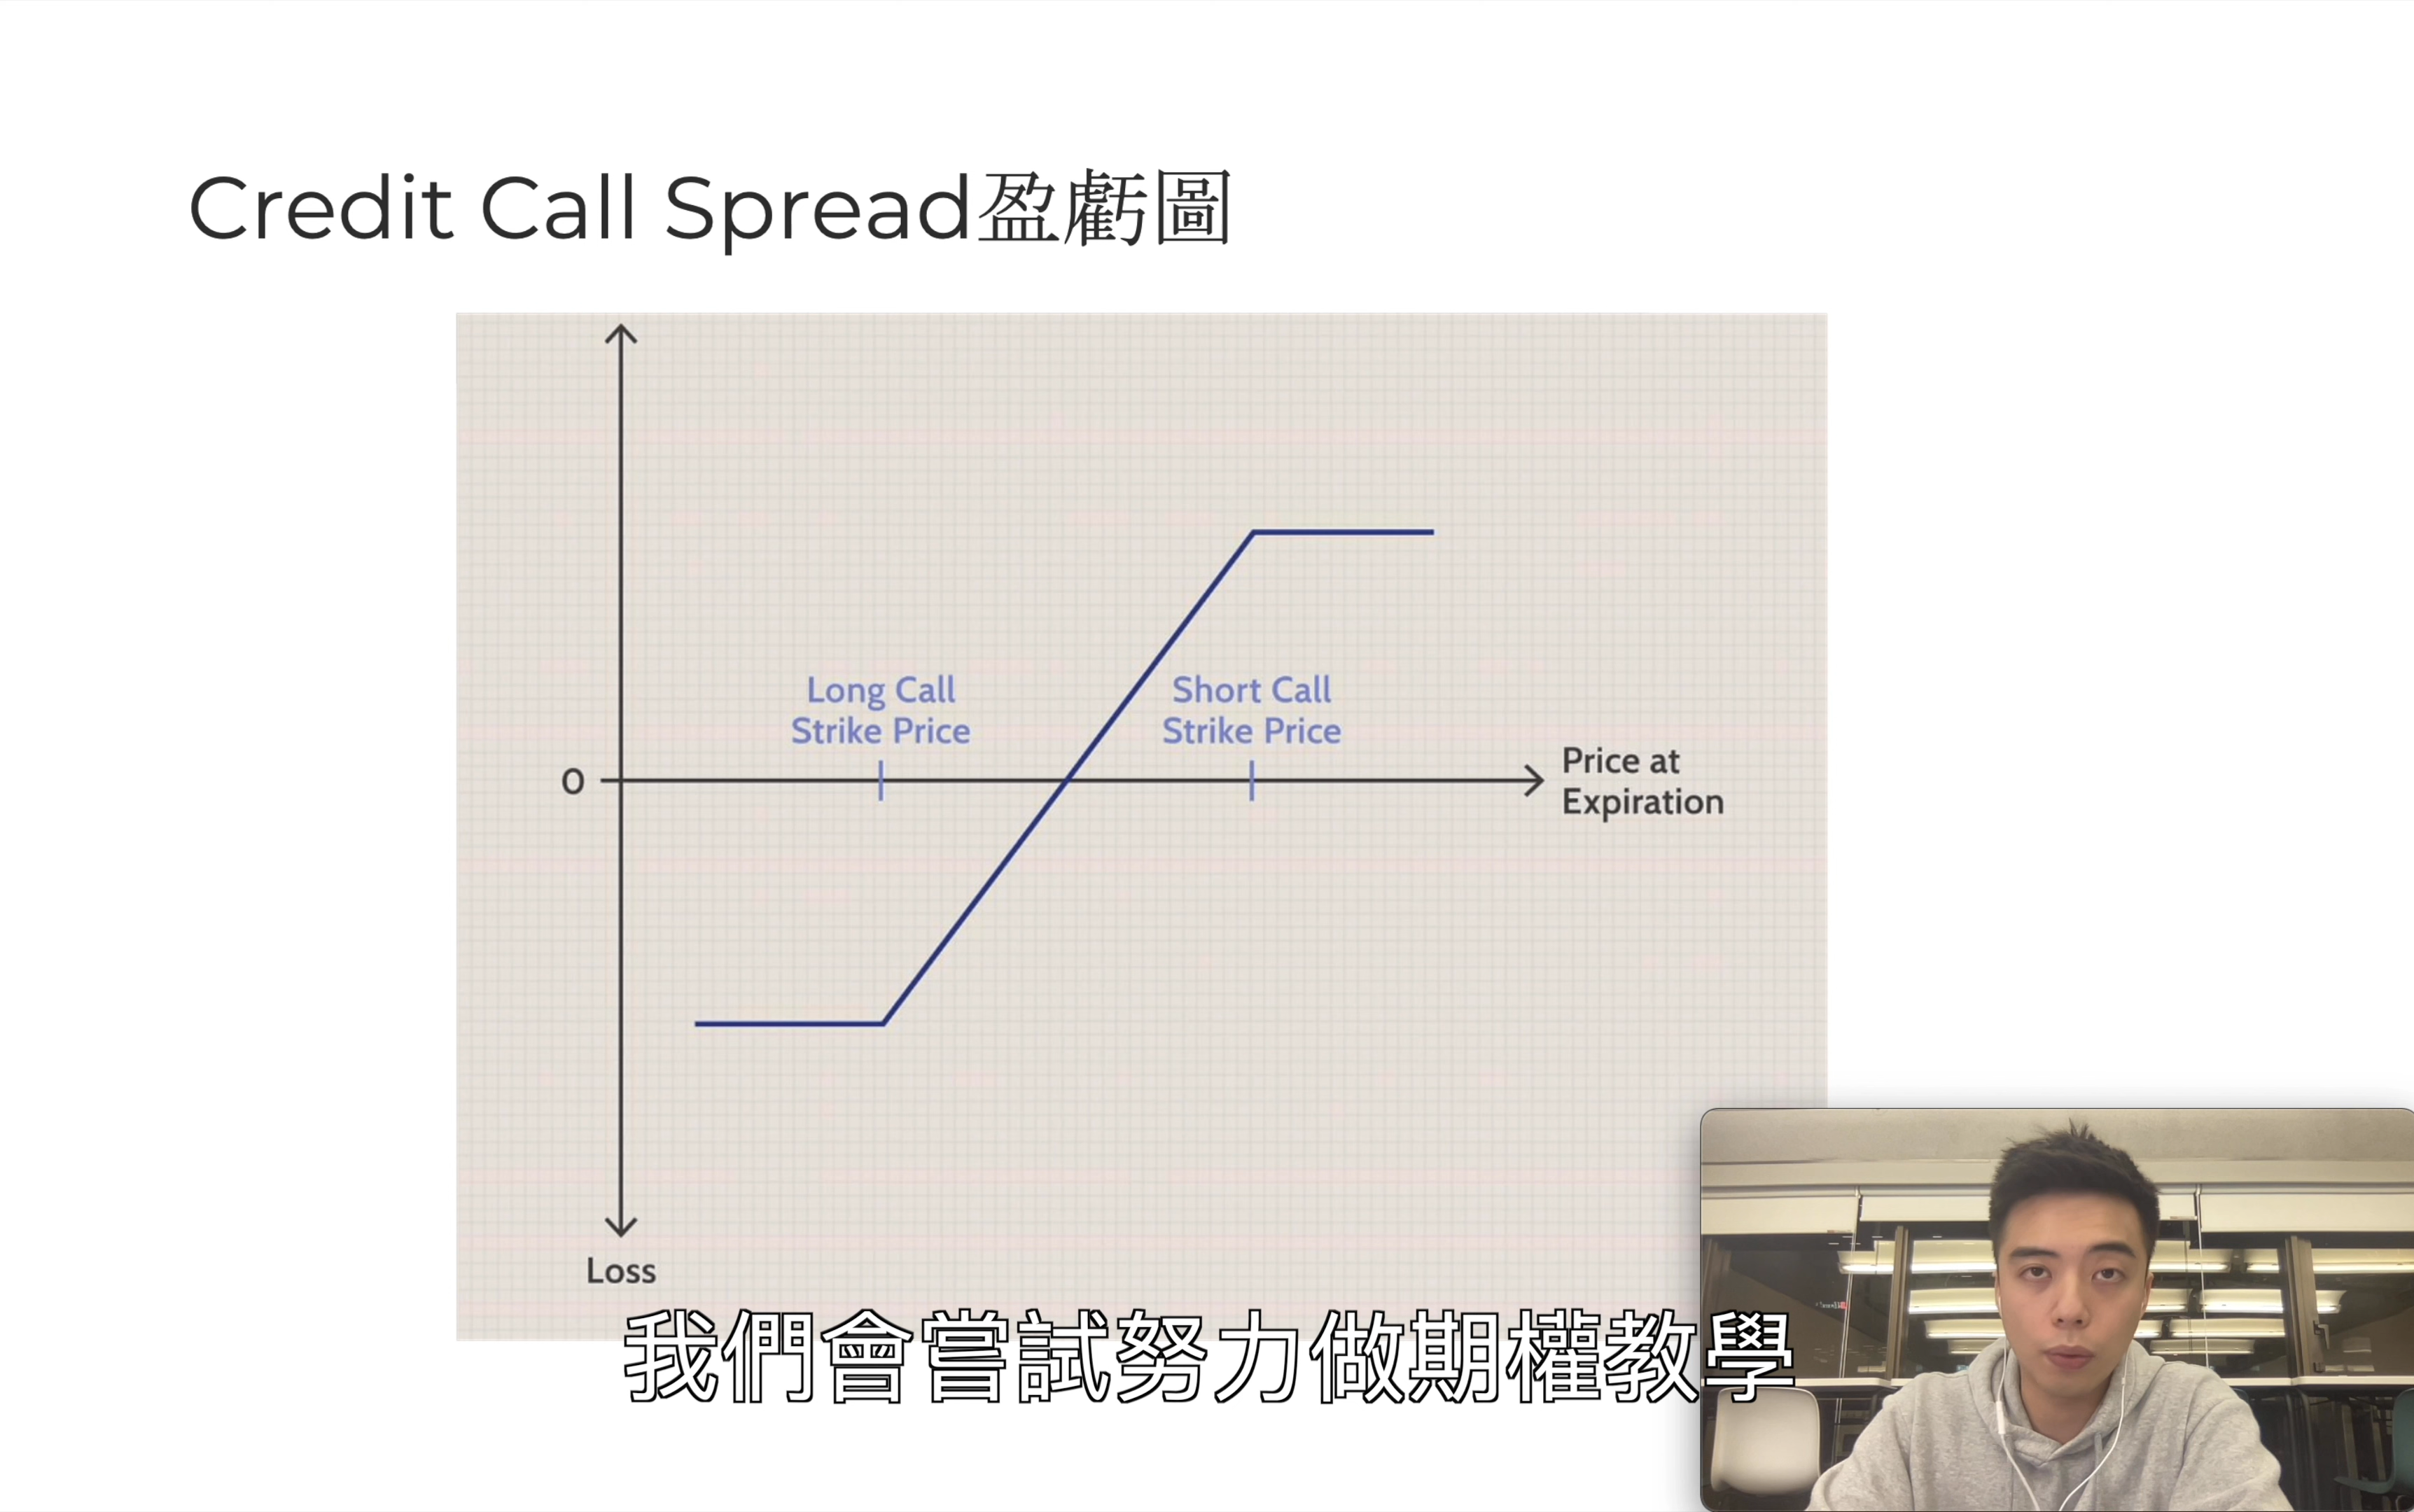 Credit Call Spread盈虧圖
Long Call
Strike Price
Short Call
Strike Price
0
Price at
Expiration
Loss
我們會嘗試努力做期權教學